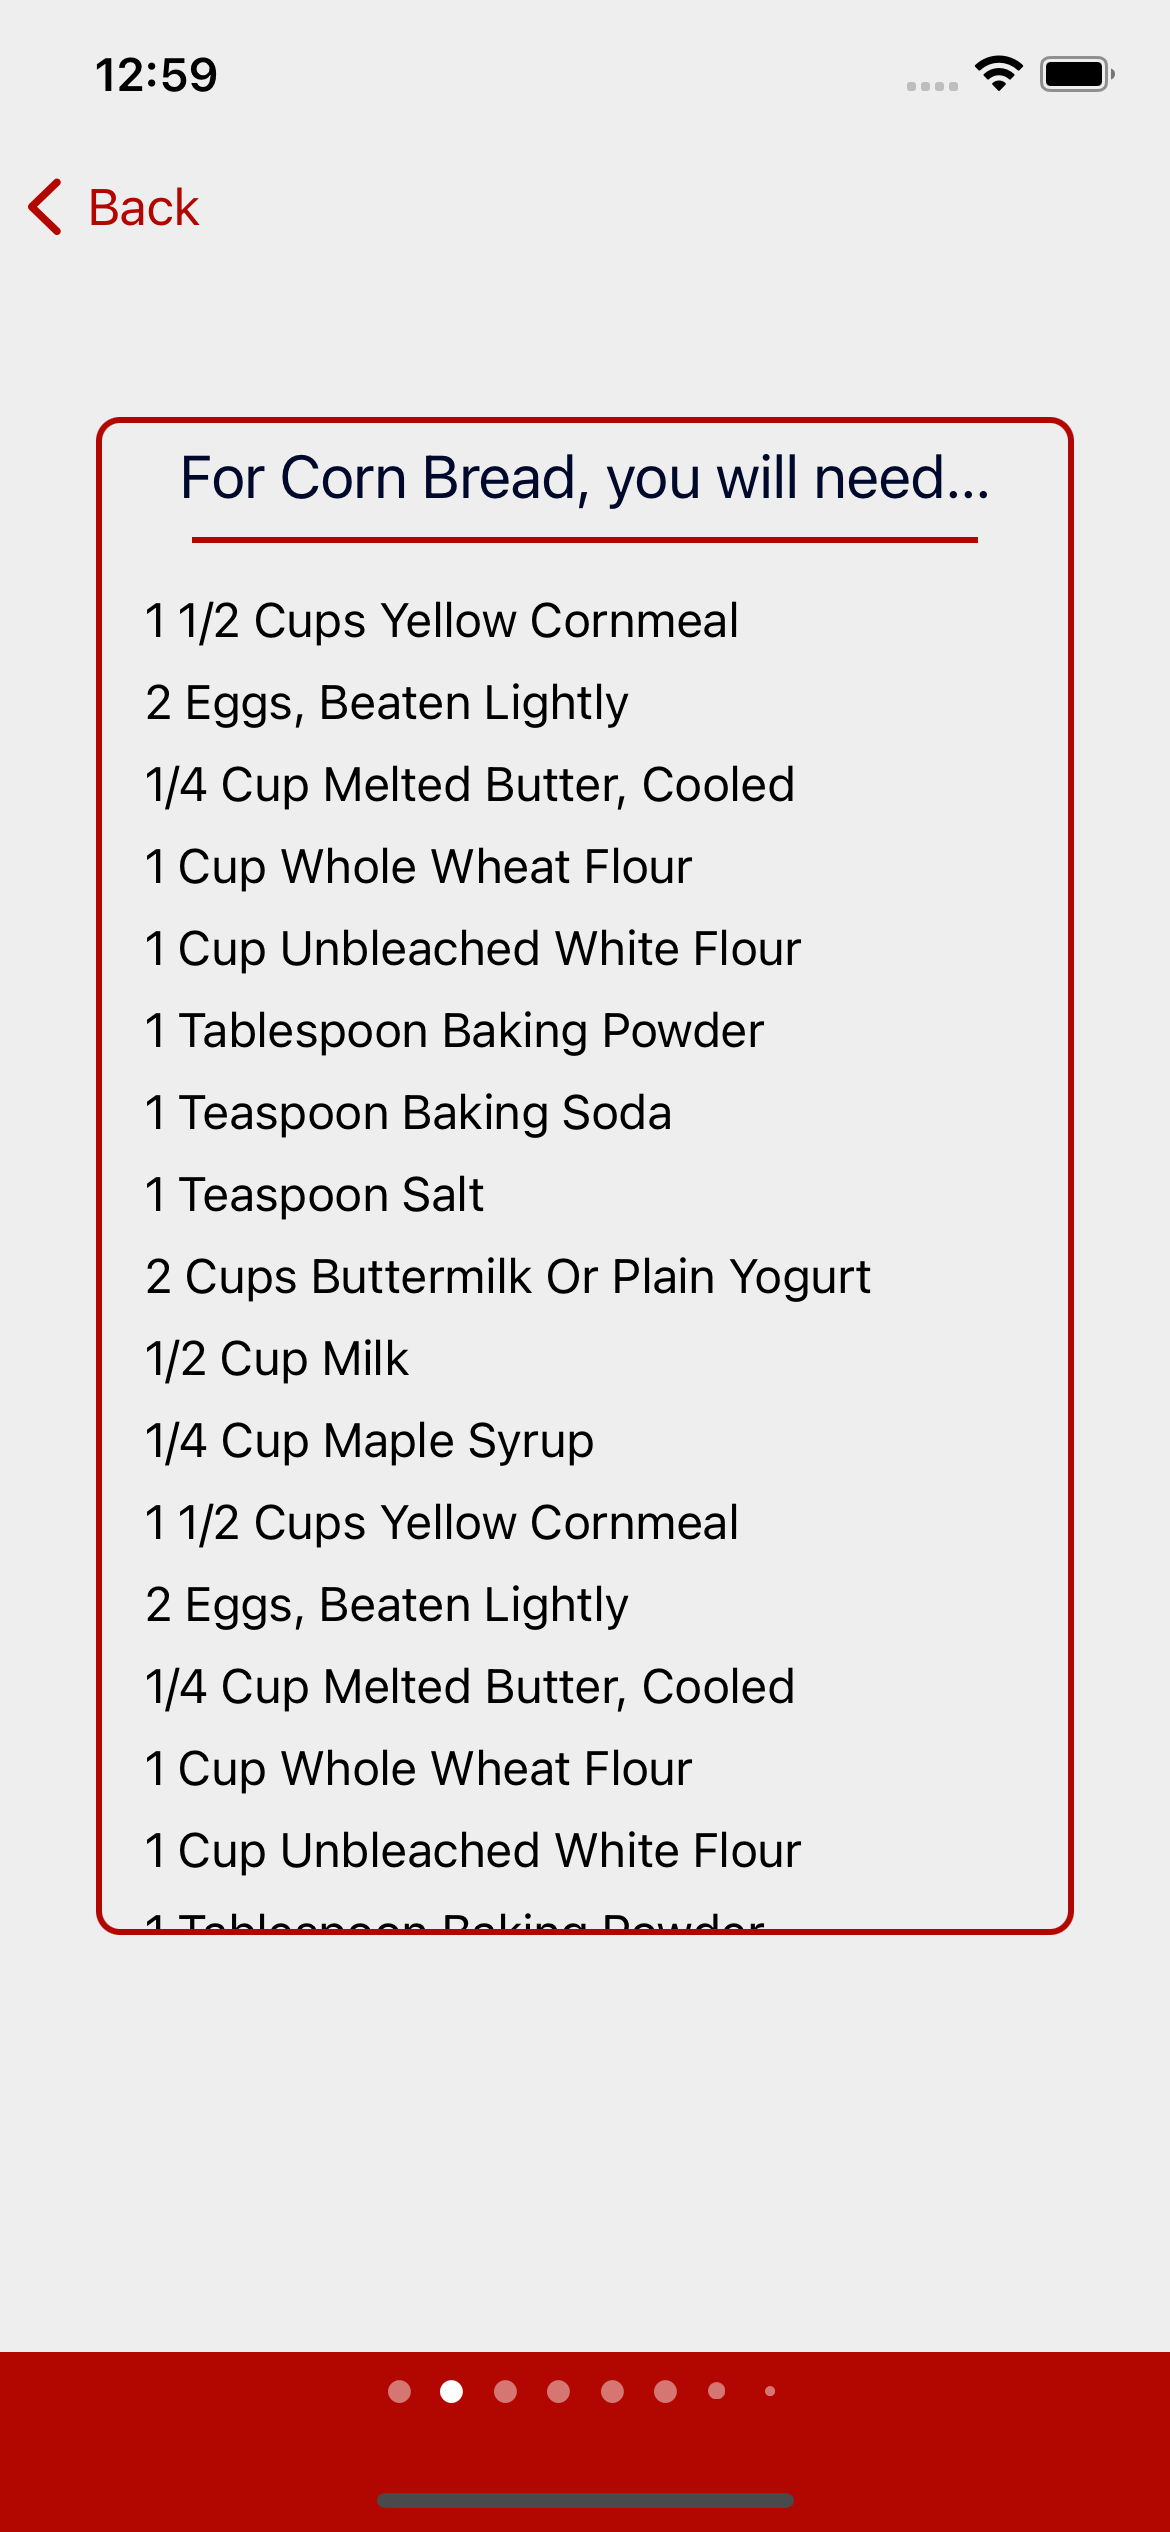 12:59
Back
For Corn Bread, you will need...
1 1/2 Cups Yellow Cornmeal
2 Eggs, Beaten Lightly
1/4 Cup Melted Butter, Cooled
1 Cup Whole Wheat Flour
1 Cup Unbleached White Flour
1 Tablespoon Baking Powder
1 Teaspoon Baking Soda
1 Teaspoon Salt
2 Cups Buttermilk Or Plain Yogurt
1/2 Cup Milk
1/4 Cup Maple Syrup
1 1/2 Cups Yellow Cornmeal
2 Eggs, Beaten Lightly
1/4 Cup Melted Butter, Cooled
1 Cup Whole Wheat Flour
1 Cup Unbleached White Flour
1 Tablespoon Baking Powder